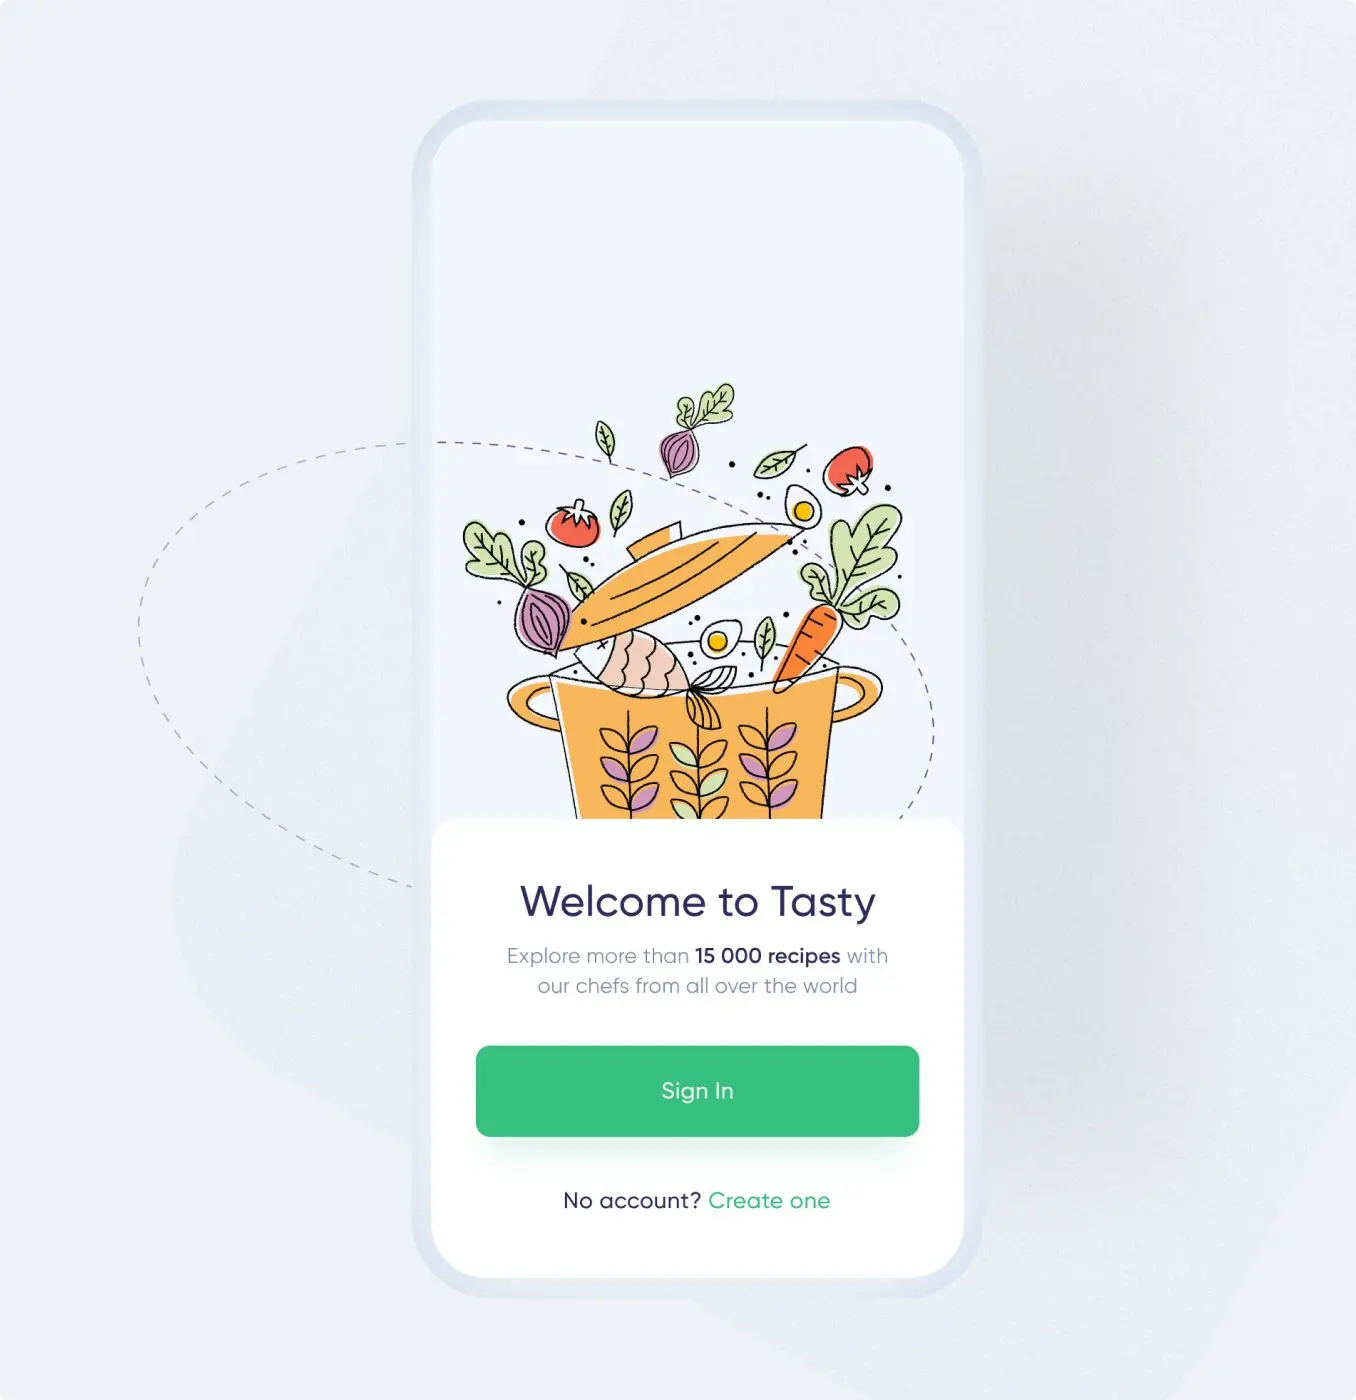 Welcome to Tasty
Explore more than 15 000 recipes with
our chefs from all over the world
Sign In
No account? Create one